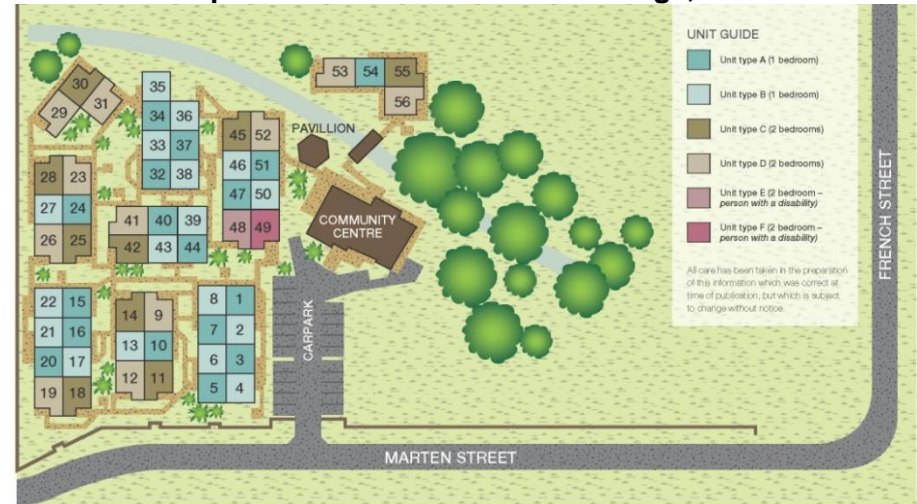 UNIT GUIDE
Unit type A (1 bedroom)
Unit type B (1 bedroom)
Unit type C (2 bedrooms)
Unit type D (2 bedrooms)
Unit type E (2 bedroom –
person with a disability)
Unit type F (2 bedroom –
person with a disability)
All care has been taken in the preparation
of this information which was correct at
time of publication, but which is subject
to change without notice.
53 54 55
56
30
29 31
35
34 36
33 37
32 38
45 52
46 51
47 50
48 49
PAVILLION
COMMUNITY
CENTRE
28 23
27 24
26 25
41 40 39
42 43 44
22 15
21 16
20 17
19 18
14 9
13 10
12 11
8 1
7 2
6 3
5 4
CARPARK
MARTEN STREET
FRENCH STREET